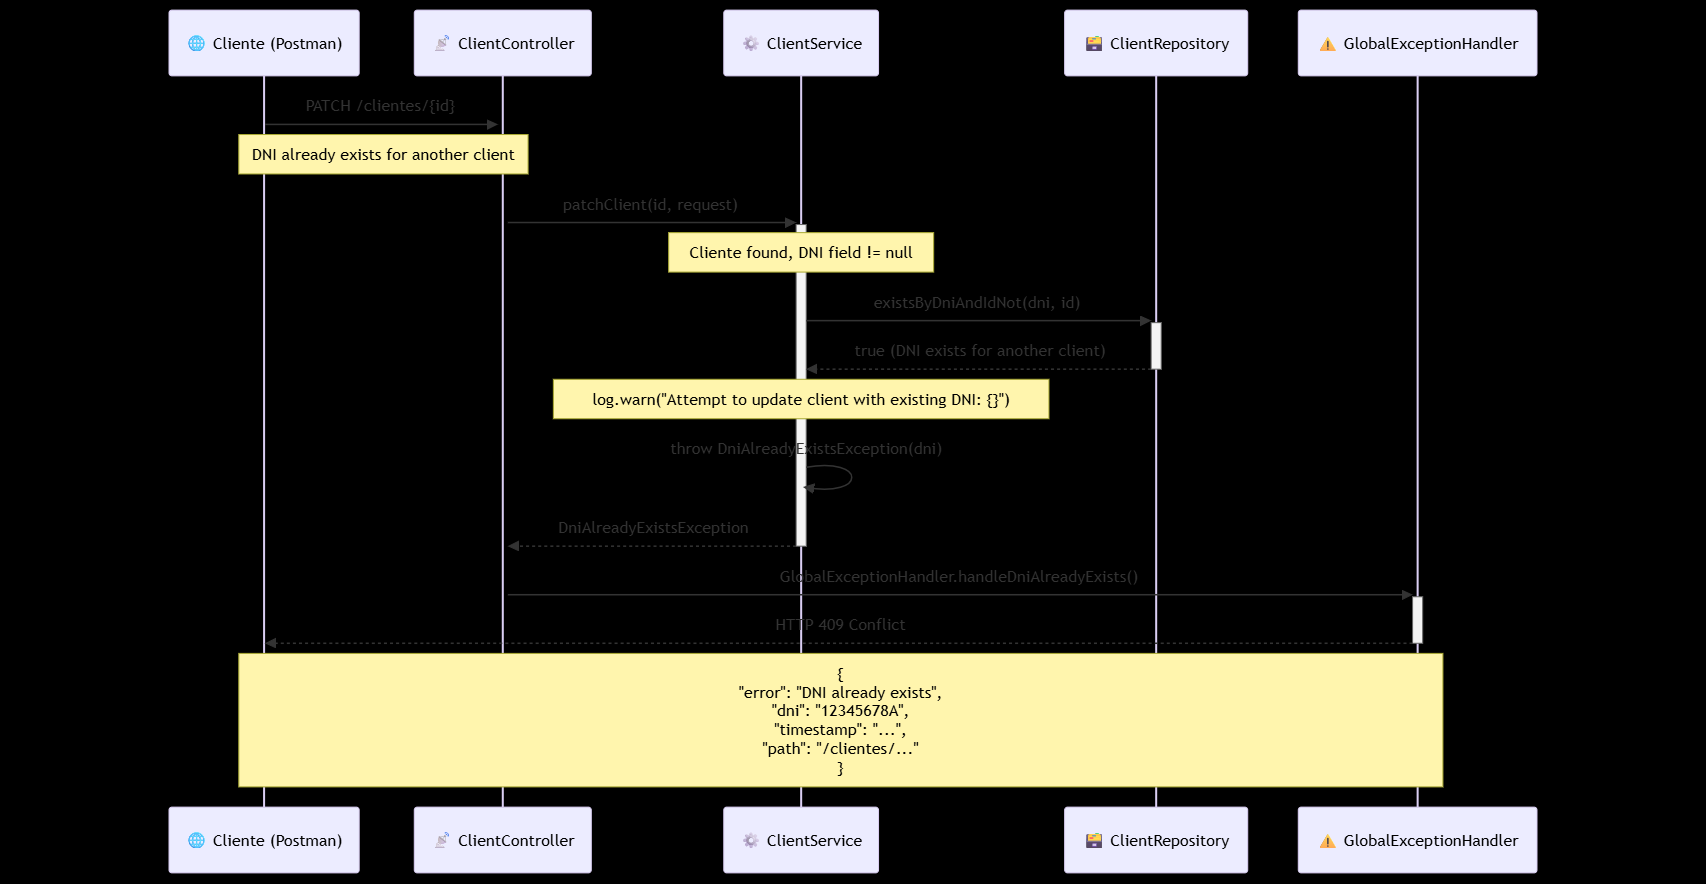 Cliente (Postman)
ClientController
ClientService
ClientRepository
GlobalExceptionHandler
PATCH /clientes/{id}
DNI already exists for another client
patchClient(id, request)
Cliente found, DNI field != null
existsByDniAndIdNot(dni, id)
true (DNI exists for another client)
log.warn("Attempt to update client with existing DNI: {}")
throw DniAlreadyExistsException(dni)
DniAlreadyExistsException
GlobalExceptionHandler.handleDniAlreadyExists()
HTTP 409 Conflict
{
"error": "DNI already exists",
"dni": "12345678A",
"timestamp": "...",
"path": "/clientes/..."
}
Cliente (Postman)
ClientController
ClientService
ClientRepository
GlobalExceptionHandler